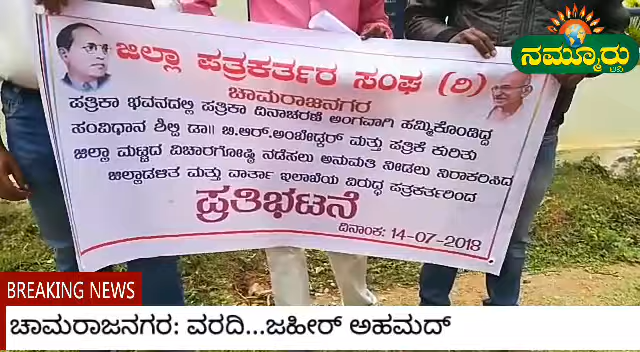 BREAKING NEWS
ನಮ್ಮೂರು
ಟಿವಿ
ಜಿಲ್ಲಾ ಪತ್ರಕರ್ತರ ಸಂಘ (ರಿ)
ಚಾಮರಾಜನಗರ
ಪತ್ರಿಕಾ ಭವನದಲ್ಲಿ ಪತ್ರಿಕಾ ದಿನಾಚರಣೆ ಅಂಗವಾಗಿ ಹಮ್ಮಿಕೊಂಡಿದ್ದ
ಸಂವಿಧಾನ ಶಿಲ್ಪಿ ಡಾ|| ಬಿ.ಆರ್.ಅಂಬೇಡ್ಕರ್ ಮತ್ತು ಪತ್ರಿಕೆ ಕುರಿತು
ಜಿಲ್ಲಾ ಮಟ್ಟದ ವಿಚಾರಗೋಷ್ಠಿ ನಡೆಸಲು ಅನುಮತಿ ನೀಡಲು ನಿರಾಕರಿಸಿದ
ಜಿಲ್ಲಾಡಳಿತ ಮತ್ತು ವಾರ್ತಾ ಇಲಾಖೆಯ ವಿರುದ್ಧ ಪತ್ರಕರ್ತರಿಂದ
ಪ್ರತಿಭಟನೆ
ದಿನಾಂಕ: 14-07-2018
BREAKING NEWS
ಚಾಮರಾಜನಗರ: ವರದಿ...ಜಹೀರ್ ಅಹಮದ್